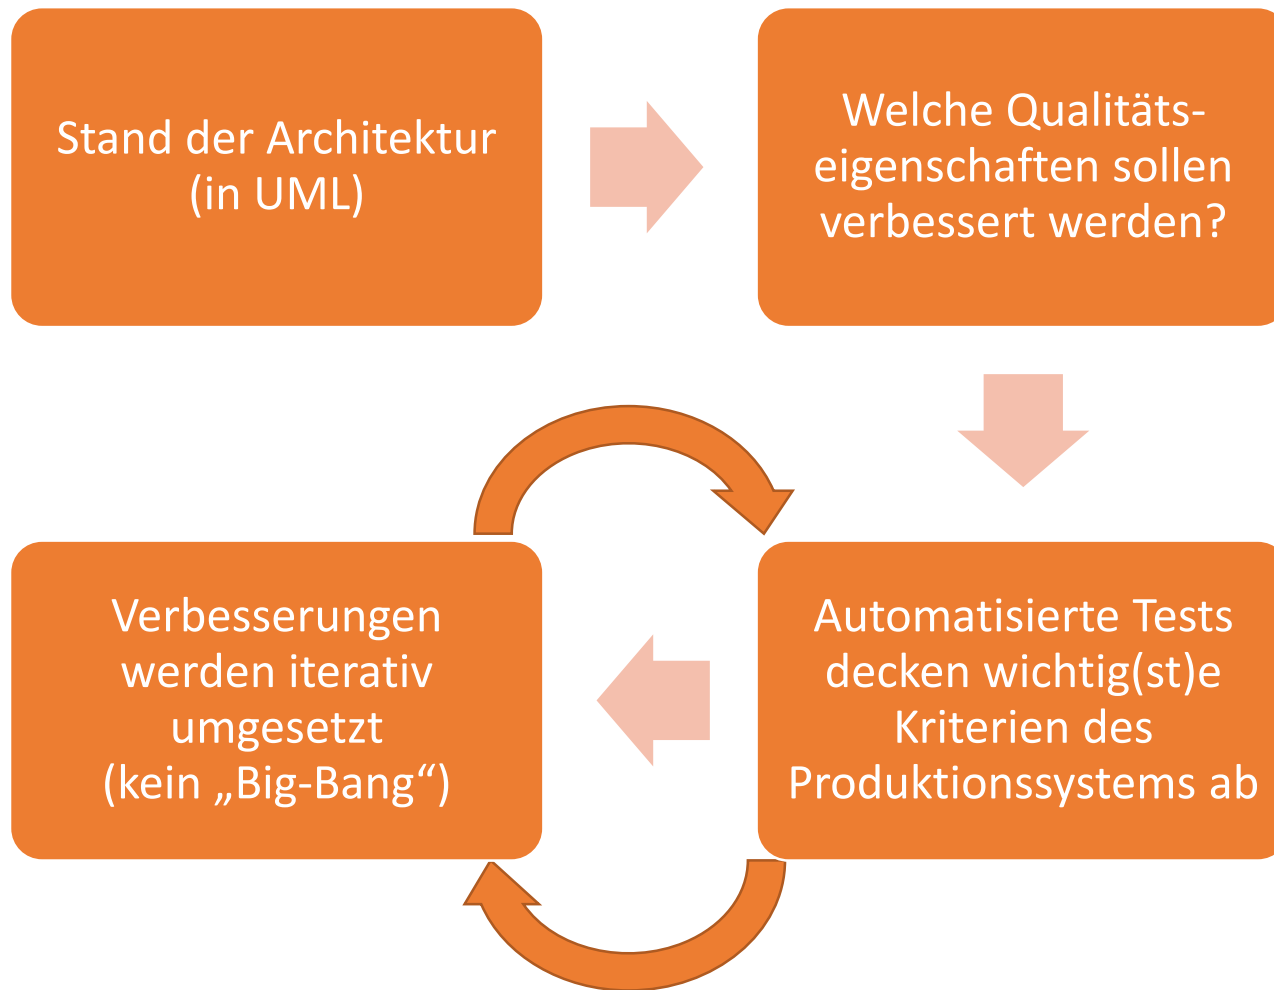 Stand der Architektur
(in UML)
Welche Qualitäts-
eigenschaften sollen
verbessert werden?
Verbesserungen
werden iterativ
umgesetzt
(kein „Big-Bang“)
Automatisierte Tests
decken wichtig(st)e
Kriterien des
Produktionssystems ab